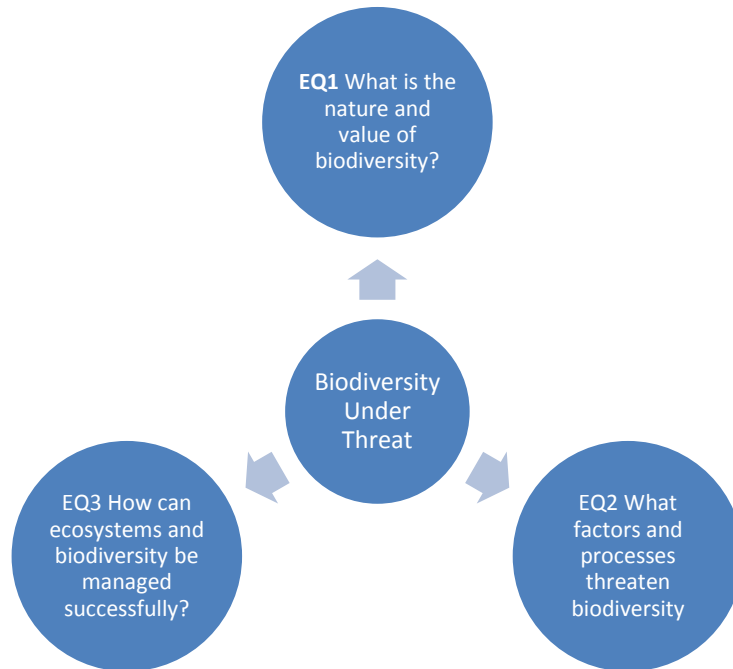 EQ1 What is the
nature and
value of
biodiversity?
Biodiversity
Under
Threat
EQ3 How can
ecosystems and
biodiversity be
managed
successfully?
EQ2 What
factors and
processes
threaten
biodiversity